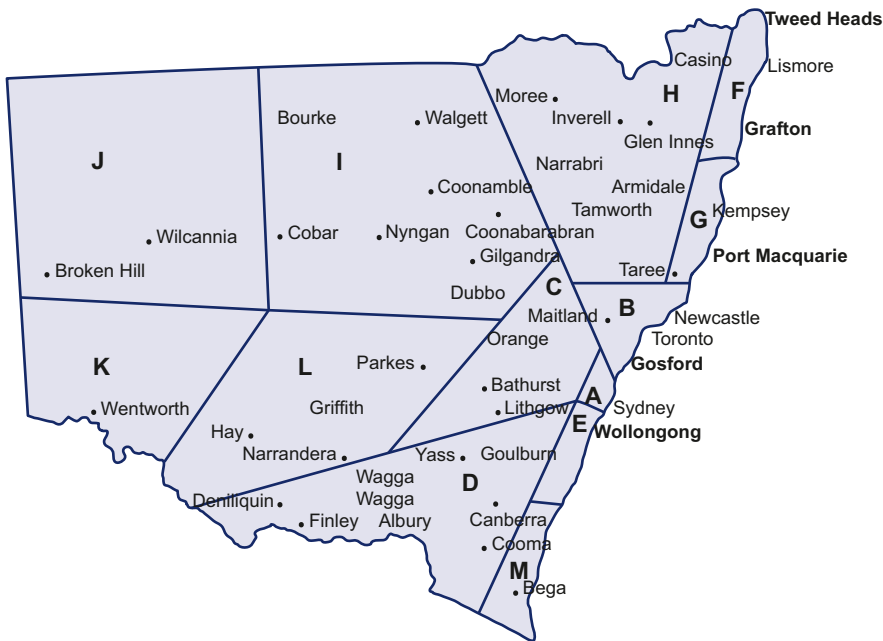 Tweed Heads
Casino
Lismore
H
F
Moree
Bourke
Walgett
Inverell
Grafton
Glen Innes
J
I
Narrabri
Coonamble
Armidale
Tamworth
G
Kempsey
Wilcannia
Cobar
Nyngan
Coonabarabran
Gilgandra
Port Macquarie
Broken Hill
Taree
C
Dubbo
B
Maitland
Newcastle
Orange
Toronto
K
L
Parkes
Gosford
Bathurst
A
Wentworth
Griffith
Lithgow
Sydney
E
Wollongong
Hay
Narrandera
Yass
Goulburn
Wagga
Wagga
D
Deniliquin
Finley
Albury
Canberra
Cooma
M
Bega